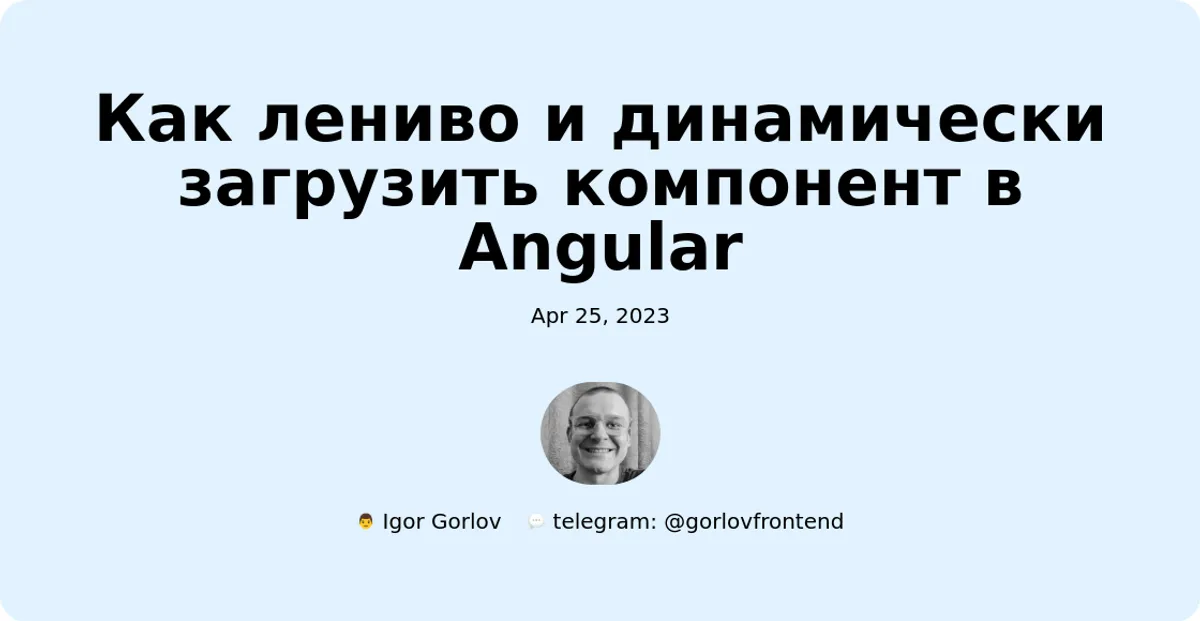 Как лениво и динамически
загрузить компонент в
Angular
Apr 25, 2023
Igor Gorlov telegram: @gorlovfrontend